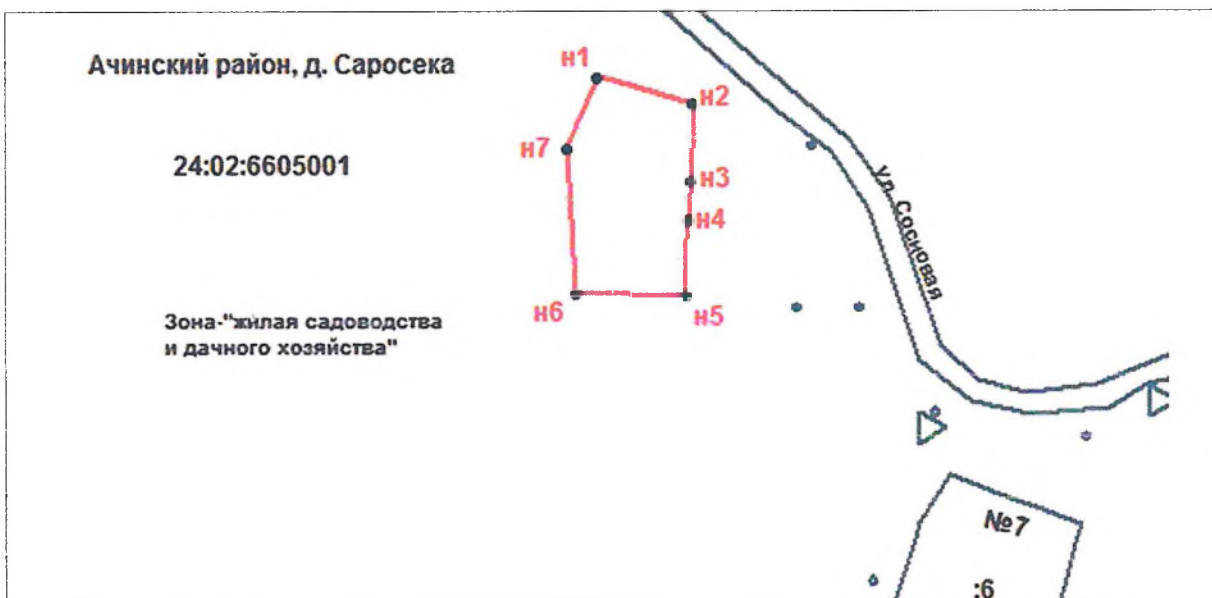 Ачинский район, д. Саросека
н1
н2
н7
24:02:6605001
н3
н4
ул. Сосновая
н6
н5
Зона-"жилая садоводства
и дачного хозяйства"
№7
:6